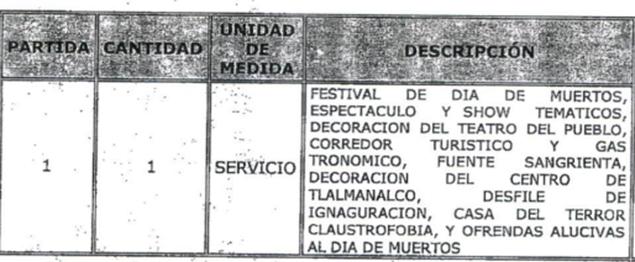 PARTIDA CANTIDAD UNIDAD DE MEDIDA DESCRIPCIÓN
1 1 SERVICIO
FESTIVAL DE DIA DE MUERTOS,
ESPECTACULO Y SHOW TEMATICOS,
DECORACION DEL TEATRO DEL PUEBLO,
CORREDOR TURISTICO Y GAS
TRONOMICO, FUENTE SANGRIENTA,
DECORACION DEL CENTRO DE
TLALMANALCO, DESFILE DE
IGNAGURACION, CASA DEL TERROR
CLAUSTROFOBIA, Y OFRENDAS ALUCIVAS
AL DIA DE MUERTOS